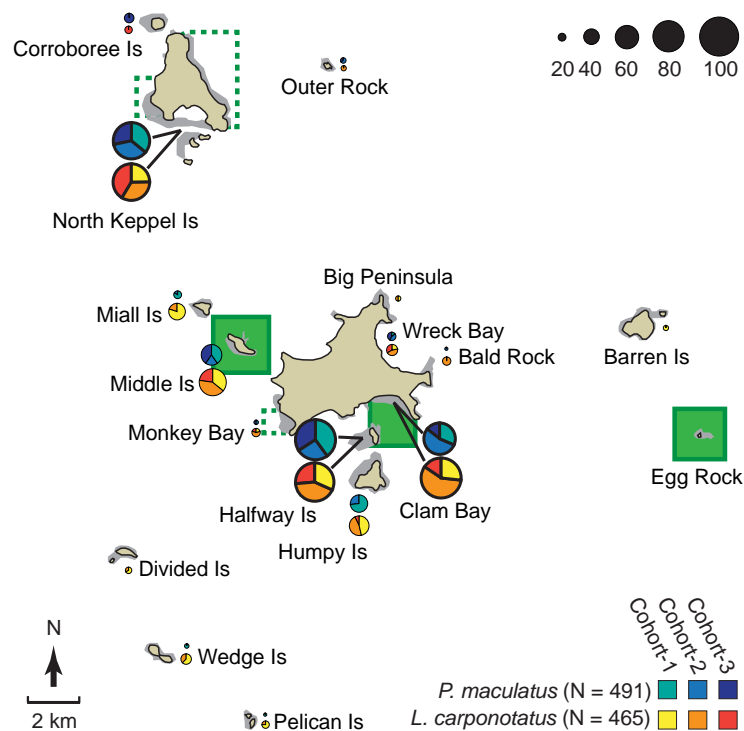 Corroboree Is
Outer Rock
20 40 60 80 100
North Keppel Is
Big Peninsula
Miall Is
Wreck Bay
Bald Rock
Barren Is
Middle Is
Monkey Bay
Egg Rock
Halfway Is
Clam Bay
Humpy Is
Divided Is
N
Wedge Is
2 km
Pelican Is
Cohort-1
Cohort-2
Cohort-3
P. maculatus (N = 491)
L. carponotatus (N = 465)